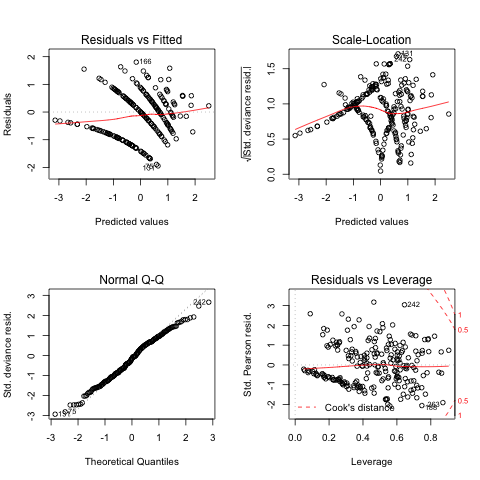 Residuals vs Fitted
Residuals
2
1
0
-1
-2
166
-3 -2 -1 0 1 2
Predicted values
Scale-Location
√|Std. deviance resid.|
1.5
1.0
0.5
0.0
242
-3 -2 -1 0 1 2
Predicted values
Normal Q-Q
Std. deviance resid.
3
2
1
0
-1
-2
-3
242
-3 -2 -1 0 1 2 3
Theoretical Quantiles
Residuals vs Leverage
Std. Pearson resid.
3
2
1
0
-1
-2
242
1
0.5
0.5
1
Cook's distance
0.0 0.2 0.4 0.6 0.8
Leverage